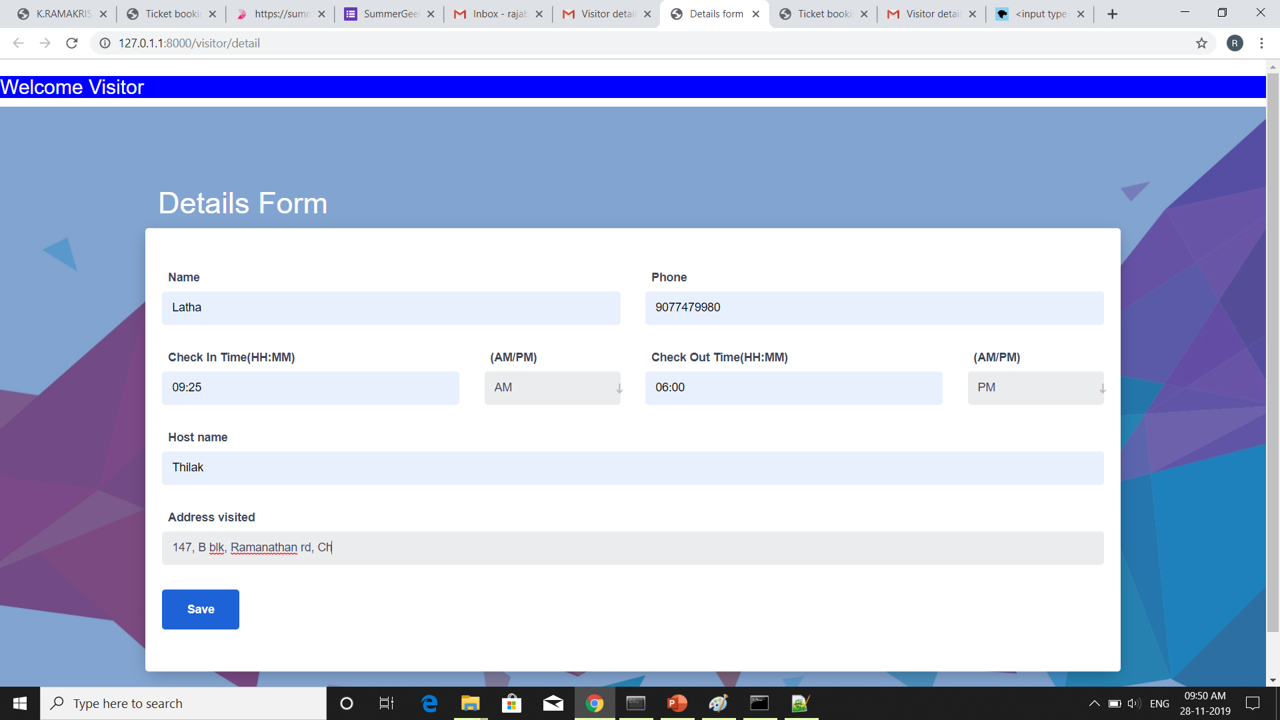 K.RAMAKRIS
Ticket booki
https://sum
SummerGee
Inbox - rajal
Visitor detai
Details form
Ticket booki
Visitor detai
<input type
127.0.1.1:8000/visitor/detail
R
Welcome Visitor
Details Form
Name Phone
Latha 9077479980
Check In Time(HH:MM) (AM/PM) Check Out Time(HH:MM) (AM/PM)
09:25 AM 06:00 PM
Host name
Thilak
Address visited
147, B blk, Ramanathan rd, Ch
Save
Type here to search
ENG
09:50 AM
28-11-2019